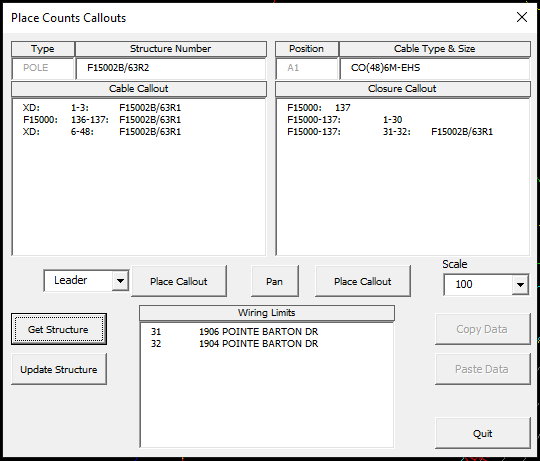 Place Counts Callouts
Type Structure Number Position Cable Type & Size
POLE F15002B/63R2 A1 CO(48)6M-EHS
Cable Callout Closure Callout
XD: 1-3: F15002B/63R1
F15000: 136-137: F15002B/63R1
XD: 6-48: F15002B/63R1
F15000: 137
F15000-137: 1-30
F15000-137: 31-32: F15002B/63R1
Scale
Leader Place Callout Pan Place Callout 100
Wiring Limits
31 1906 POINTE BARTON DR
32 1904 POINTE BARTON DR
Get Structure
Update Structure
Copy Data
Paste Data
Quit